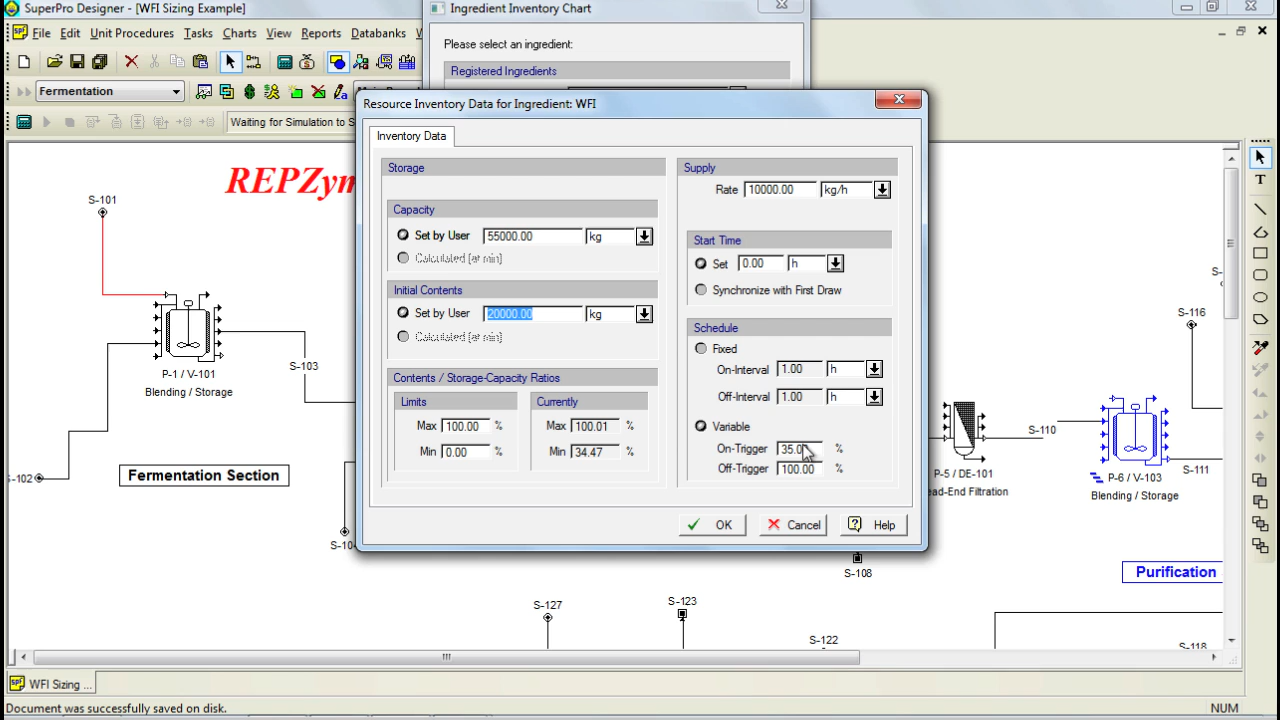 SuperPro Designer - [WFI Sizing Example]
Ingredient Inventory Chart
File Edit Unit Procedures Tasks Charts View Reports Databanks
Please select an ingredient:
Registered Ingredients
Fermentation
Resource Inventory Data for Ingredient: WFI
Waiting for Simulation to S
Inventory Data
REPZym
Storage
Capacity
Set by User 55000.00 kg
Calculated [at min]
Initial Contents
Set by User 20000.00 kg
Calculated [at min]
Contents / Storage-Capacity Ratios
Limits
Max 100.00 %
Min 0.00 %
Currently
Max 100.01 %
Min 34.47 %
Supply
Rate 10000.00 kg/h
Start Time
Set 0.00 h
Synchronize with First Draw
Schedule
Fixed
On-Interval 1.00 h
Off-Interval 1.00 h
Variable
On-Trigger 35.0 %
Off-Trigger 100.00 %
OK Cancel Help
S-101
S-103
P-1 / V-101
Blending / Storage
Fermentation Section
-102
S-10
S-116
S-110
S-111
P-5 / DE-101
ead-End Filtration
P-6 / V-103
Blending / Storage
S-108
Purification
S-127
S-123
S-122
S-118
WFI Sizing ...
Document was successfully saved on disk.
NUM